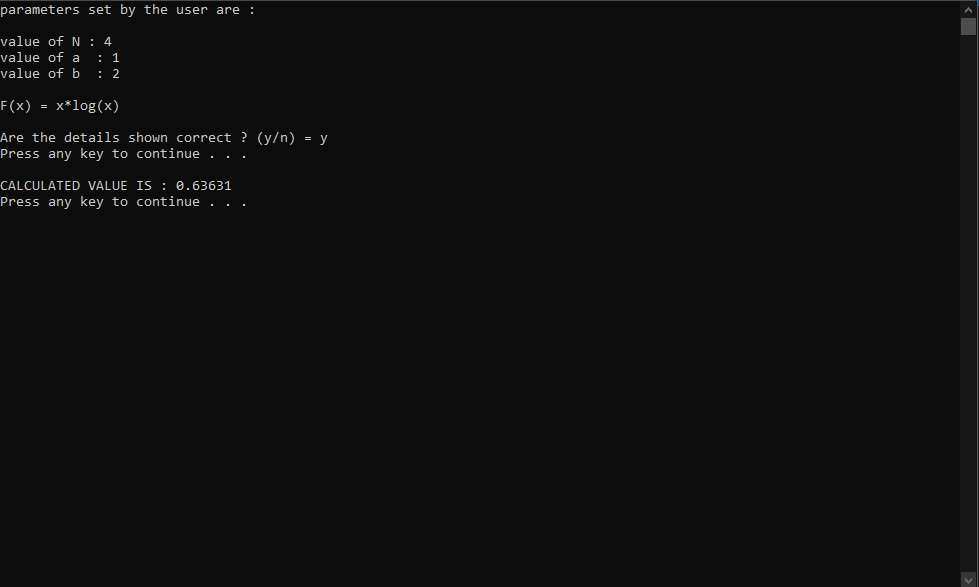 parameters set by the user are :
value of N : 4
value of a  : 1
value of b  : 2
F(x) = x*log(x)
Are the details shown correct ? (y/n) = y
Press any key to continue . . .
CALCULATED VALUE IS : 0.63631
Press any key to continue . . .